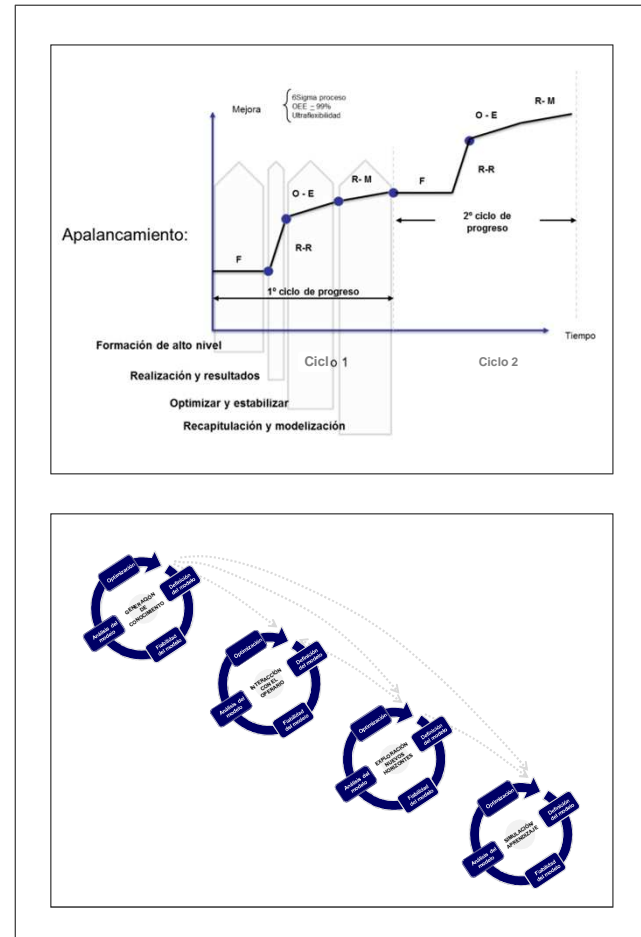 Mejora
6Sigma proceso
OEE ≥ 99%
Ultraflexibilidad
O - E
R- M
R-R
F
2º ciclo de
progreso
O - E
R- M
R-R
F
Apalancamiento:
1º ciclo de progreso
Tiempo
Formación de alto nivel
Ciclo 1
Ciclo 2
Realización y resultados
Optimizar y estabilizar
Recapitulación y modelización
Optimización
Definición
del modelo
GENERACIÓN
DE
CONOCIMIENTO
Análisis del
modelo
Fiabilidad
del modelo
Optimización
Definición
del modelo
INTERACCIÓN
CON EL
OPERARIO
Análisis del
modelo
Fiabilidad
del modelo
Optimización
Definición
del modelo
EXPLORACIÓN
NUEVOS
HORIZONTES
Análisis del
modelo
Fiabilidad
del modelo
Optimización
Definición
del modelo
SIMULACIÓN/
APRENDIZAJE
Análisis del
modelo
Fiabilidad
del modelo